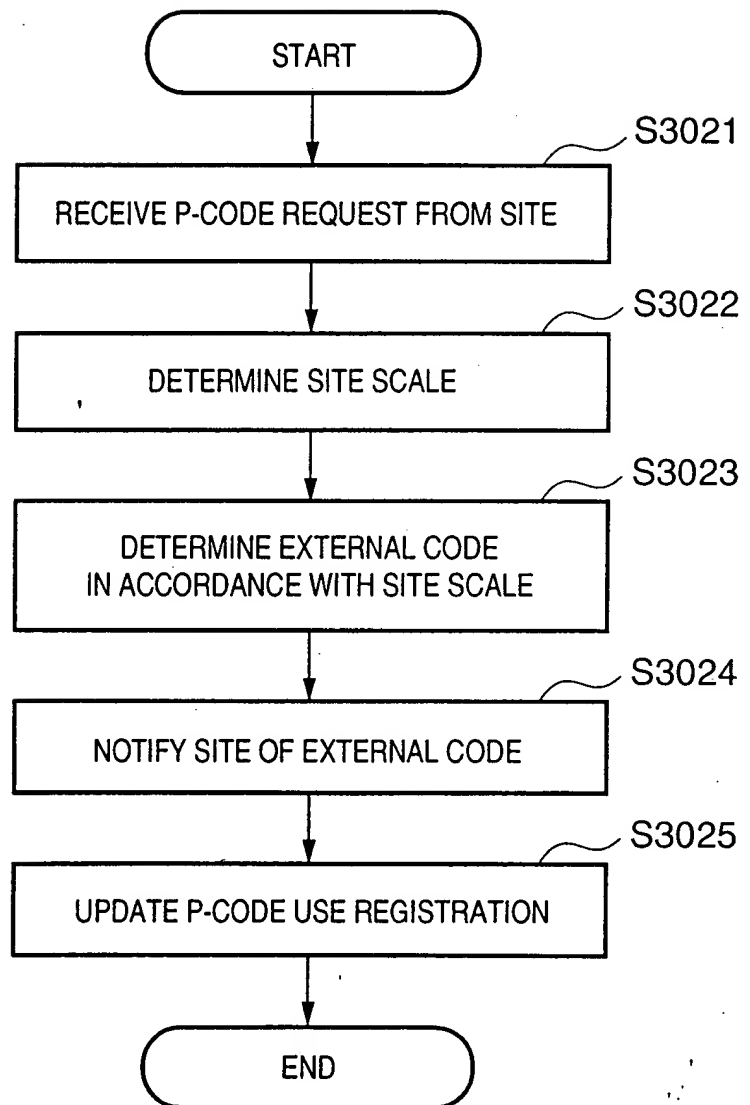 START
S3021
RECEIVE P-CODE REQUEST FROM SITE
S3022
DETERMINE SITE SCALE
S3023
DETERMINE EXTERNAL CODE
IN ACCORDANCE WITH SITE SCALE
S3024
NOTIFY SITE OF EXTERNAL CODE
S3025
UPDATE P-CODE USE REGISTRATION
END